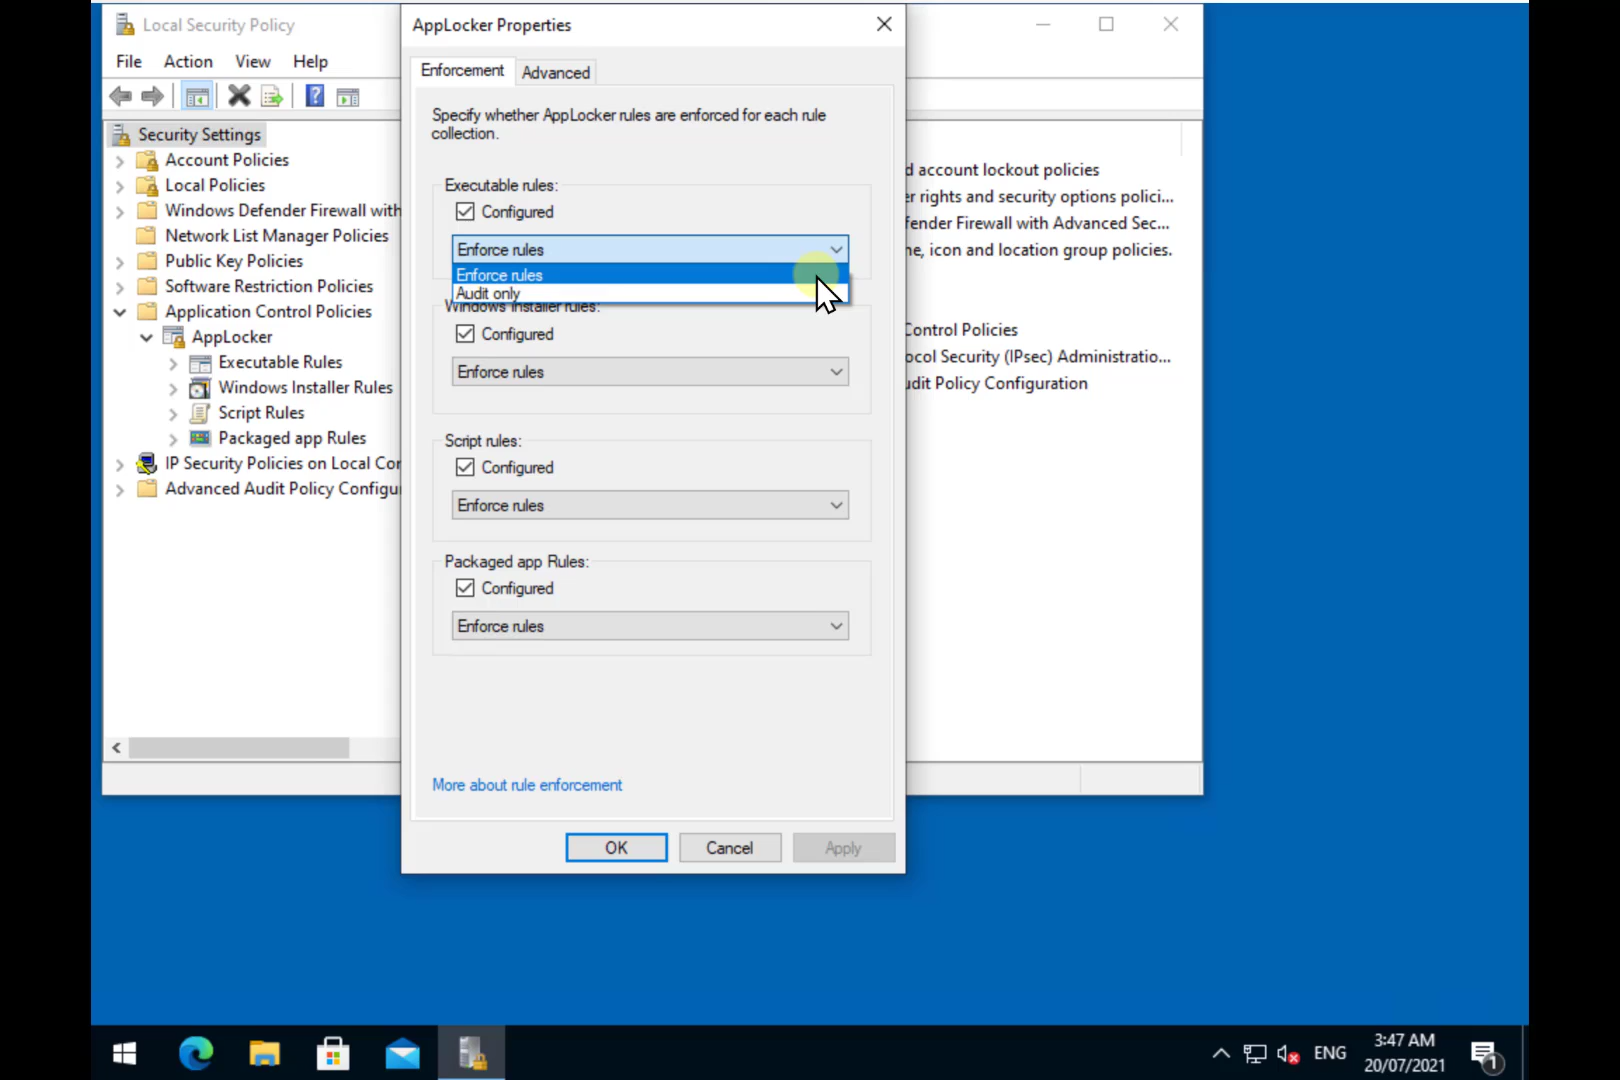 Local Security Policy
File Action View Help
Security Settings
Account Policies
Local Policies
Windows Defender Firewall with
Network List Manager Policies
Public Key Policies
Software Restriction Policies
Application Control Policies
AppLocker
Executable Rules
Windows Installer Rules
Script Rules
Packaged app Rules
IP Security Policies on Local Cor
Advanced Audit Policy Configu
AppLocker Properties
Enforcement Advanced
Specify whether AppLocker rules are enforced for each rule
collection.
Executable rules:
Configured
Enforce rules
Enforce rules
Audit only
Windows Installer rules:
Configured
Enforce rules
Script rules:
Configured
Enforce rules
Packaged app Rules:
Configured
Enforce rules
More about rule enforcement
OK Cancel Apply
d account lockout policies
er rights and security options polici...
fender Firewall with Advanced Sec...
ne, icon and location group policies.
Control Policies
ocol Security (IPsec) Administratio...
udit Policy Configuration
ENG
3:47 AM
20/07/2021
1